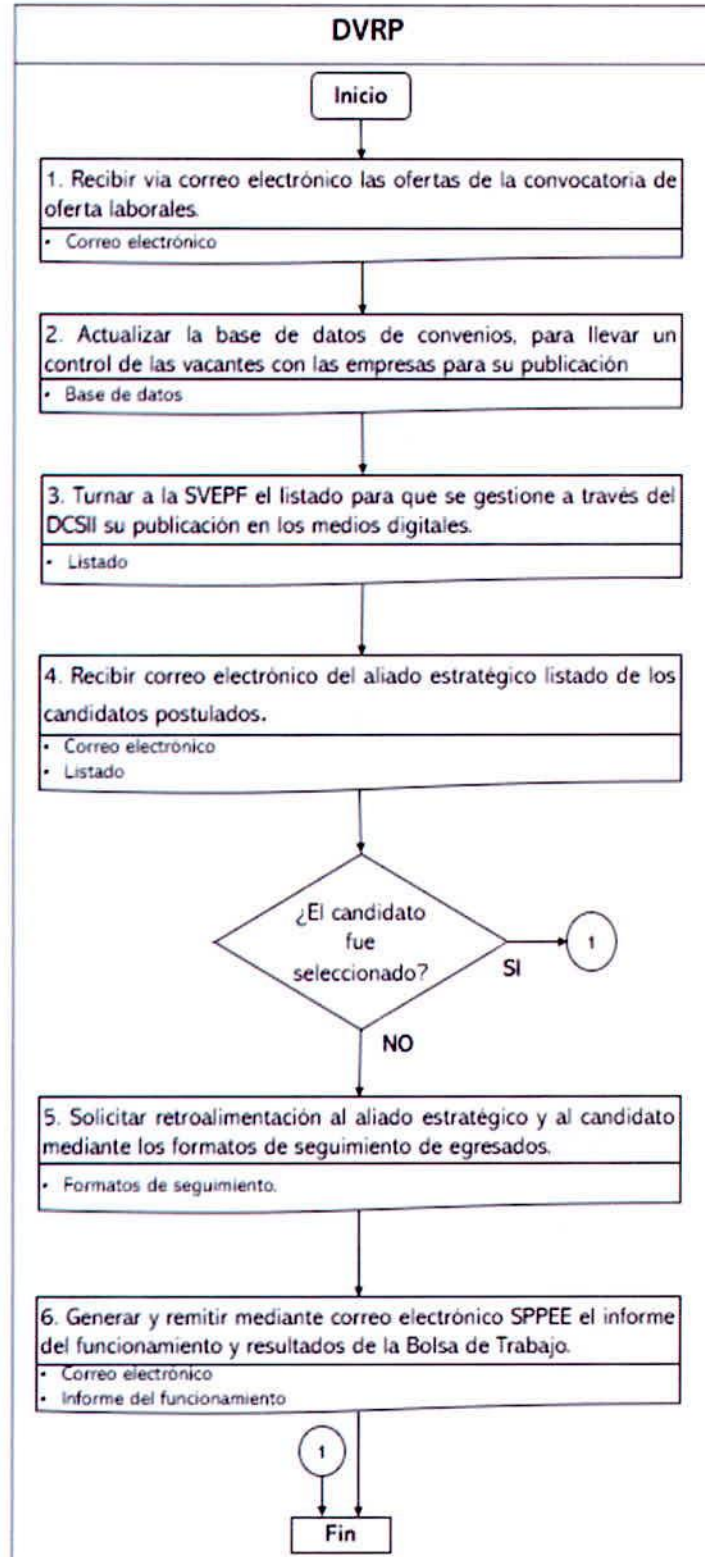 DVRP
Inicio
1. Recibir via correo electrónico las ofertas de la convocatoria de
oferta laborales.
• Correo electrónico
2. Actualizar la base de datos de convenios, para llevar un
control de las vacantes con las empresas para su publicación
• Base de datos
3. Turnar a la SVEPF el listado para que se gestione a través del
DCSII su publicación en los medios digitales.
• Listado
4. Recibir correo electrónico del aliado estratégico listado de los
candidatos postulados.
• Correo electrónico
• Listado
¿El candidato
fue
seleccionado?
SI
1
NO
5. Solicitar retroalimentación al aliado estratégico y al candidato
mediante los formatos de seguimiento de egresados.
• Formatos de seguimiento.
6. Generar y remitir mediante correo electrónico SPPEE el informe
del funcionamiento y resultados de la Bolsa de Trabajo.
• Correo electrónico
• Informe del funcionamiento
1
Fin